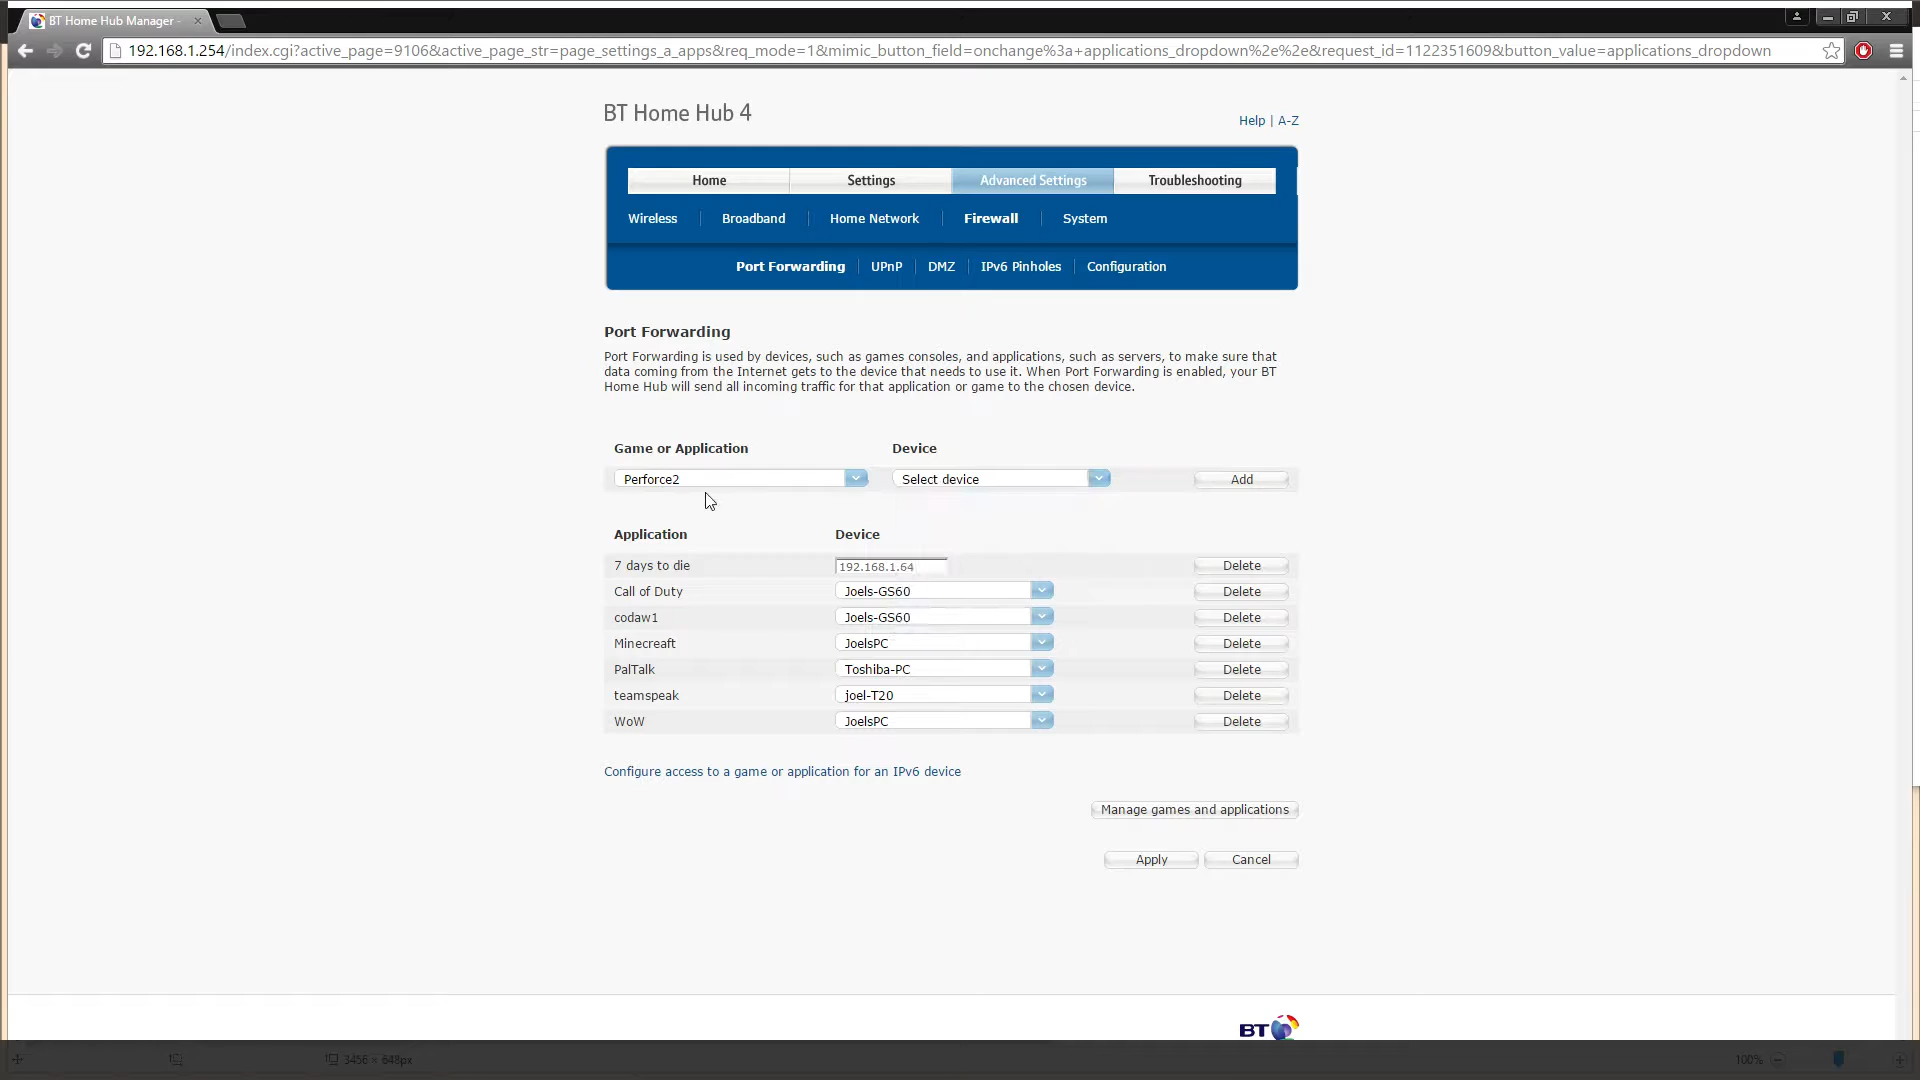 BT Home Hub Manager -
192.168.1.254/index.cgi?active_page=9106&active_page_str=page_settings_a_apps&req_mode=1&mimic_button_field=onchange%3a+applications_dropdown%2e%2e&request_id=1122351609&button_value=applications_dropdown
BT Home Hub 4
Help | A-Z
Home Settings Advanced Settings Troubleshooting
Wireless Broadband Home Network Firewall System
Port Forwarding UPnP DMZ IPv6 Pinholes Configuration
Port Forwarding
Port Forwarding is used by devices, such as games consoles, and applications, such as servers, to make sure that
data coming from the Internet gets to the device that needs to use it. When Port Forwarding is enabled, your BT
Home Hub will send all incoming traffic for that application or game to the chosen device.
Game or Application Device
Perforce2 Select device Add
Application Device
7 days to die 192.168.1.64 Delete
Call of Duty Joels-GS60 Delete
codaw1 Joels-GS60 Delete
Minecreaft JoelsPC Delete
PalTalk Toshiba-PC Delete
teamspeak joel-T20 Delete
WoW JoelsPC Delete
Configure access to a game or application for an IPv6 device
Manage games and applications
Apply Cancel
BT
3456 × 648px 100%